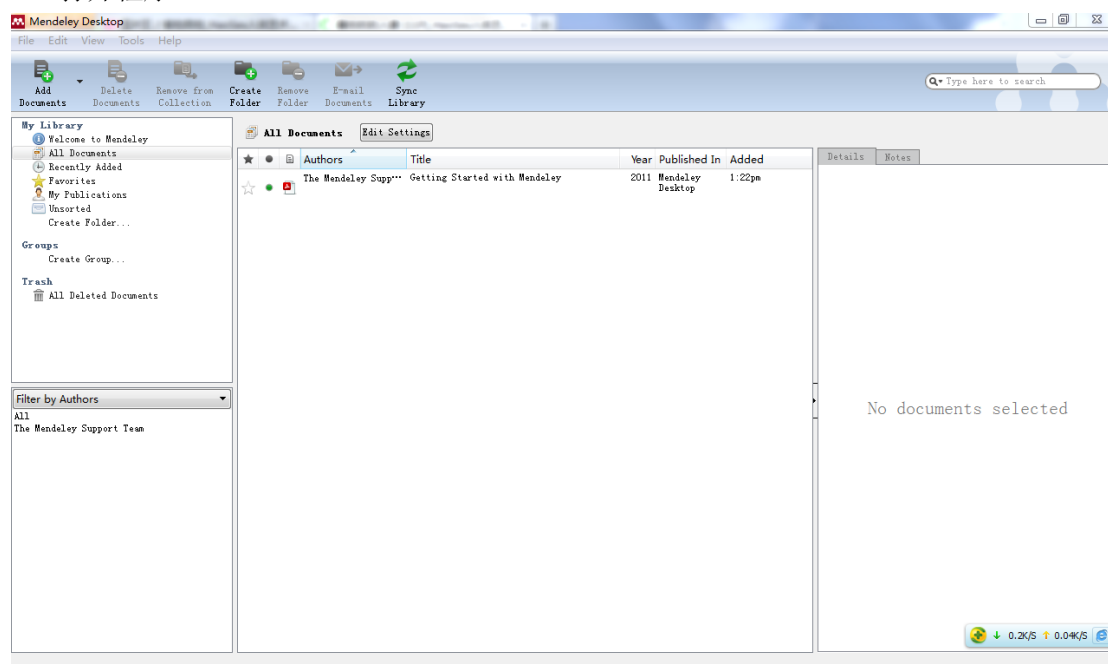 Mendeley Desktop
File Edit View Tools Help
Add Documents
Delete Documents
Remove from Collection
Create Folder
Remove Folder
E-mail Documents
Sync Library
Type here to search
My Library
Welcome to Mendeley
All Documents
Recently Added
Favorites
My Publications
Unsorted
Create Folder...
Groups
Create Group...
Trash
All Deleted Documents
Filter by Authors
All
The Mendeley Support Team
All Documents Edit Settings
Authors Title Year Published In Added
The Mendeley Supp... Getting Started with Mendeley 2011 Mendeley Desktop 1:22pm
Details Notes
No documents selected
↓ 0.2K/S ↑ 0.04K/S